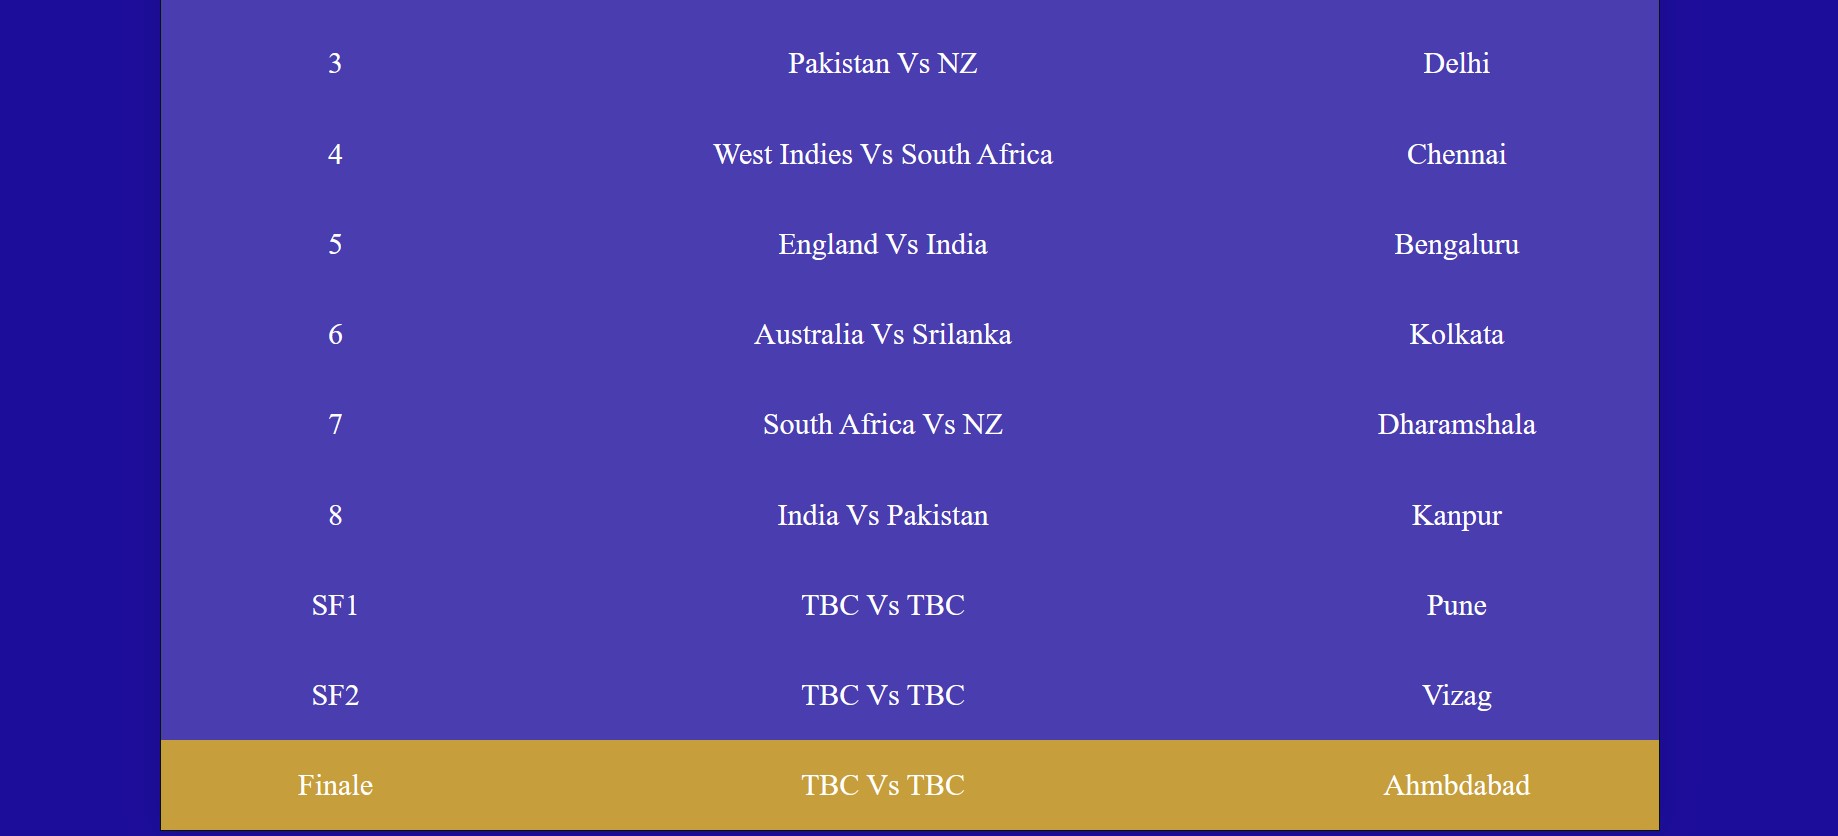 3 Pakistan Vs NZ Delhi
4 West Indies Vs South Africa Chennai
5 England Vs India Bengaluru
6 Australia Vs Srilanka Kolkata
7 South Africa Vs NZ Dharamshala
8 India Vs Pakistan Kanpur
SF1 TBC Vs TBC Pune
SF2 TBC Vs TBC Vizag
Finale TBC Vs TBC Ahmbdabad